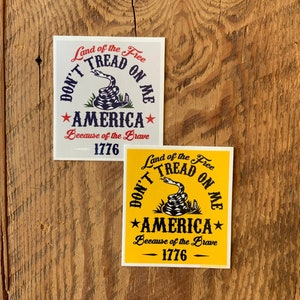 Land of the Free
DON'T TREAD ON ME
AMERICA
Because of the Brave
1776
Land of the Free
DON'T TREAD ON ME
AMERICA
Because of the Brave
1776